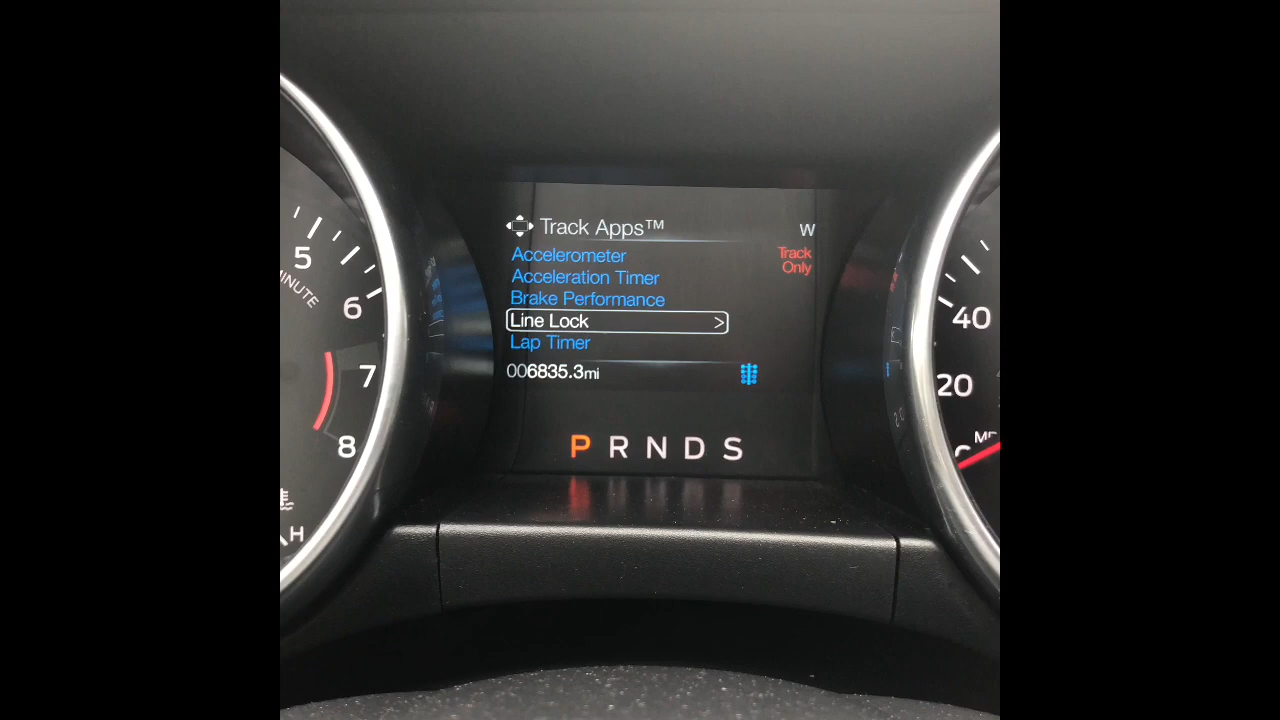 Track Apps™
W
Accelerometer
Track
Only
Acceleration Timer
Brake Performance
Line Lock >
Lap Timer
006835.3mi
P R N D S
5
6
7
8
H
40
20